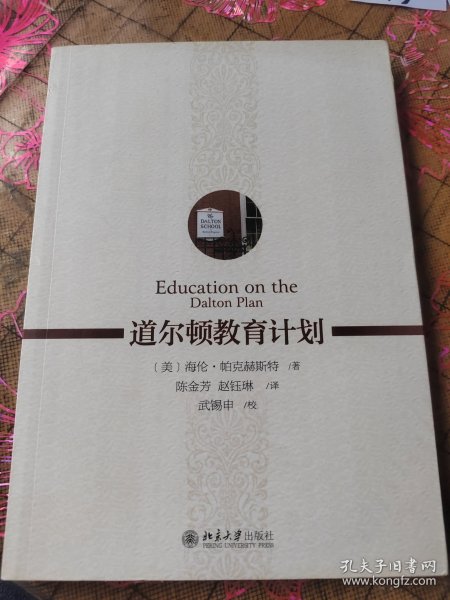 DALTON
SCHOOL
Education on the
Dalton Plan
道尔顿教育计划
〔美〕海伦·帕克赫斯特 /著
陈金芳 赵钰琳 /译
武锡申 /校
北京大学出版社
PEKING UNIVERSITY PRESS
孔夫子旧书网
www.kongfz.com